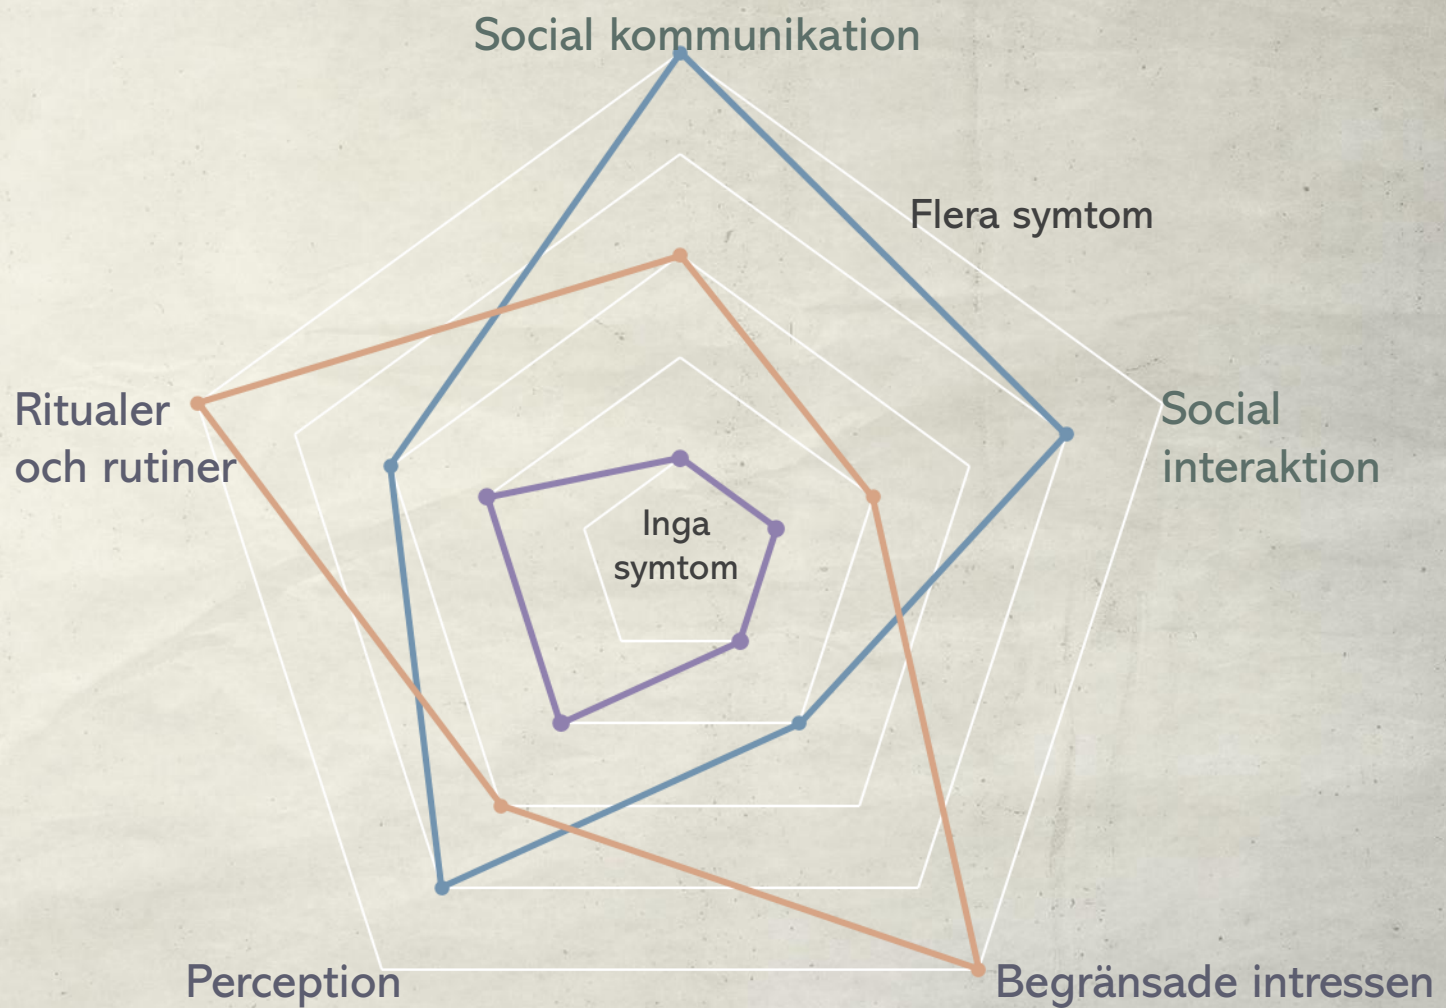 Social kommunikation
Flera symtom
Ritualer
och rutiner
Social
interaktion
Inga
symtom
Perception
Begränsade intressen